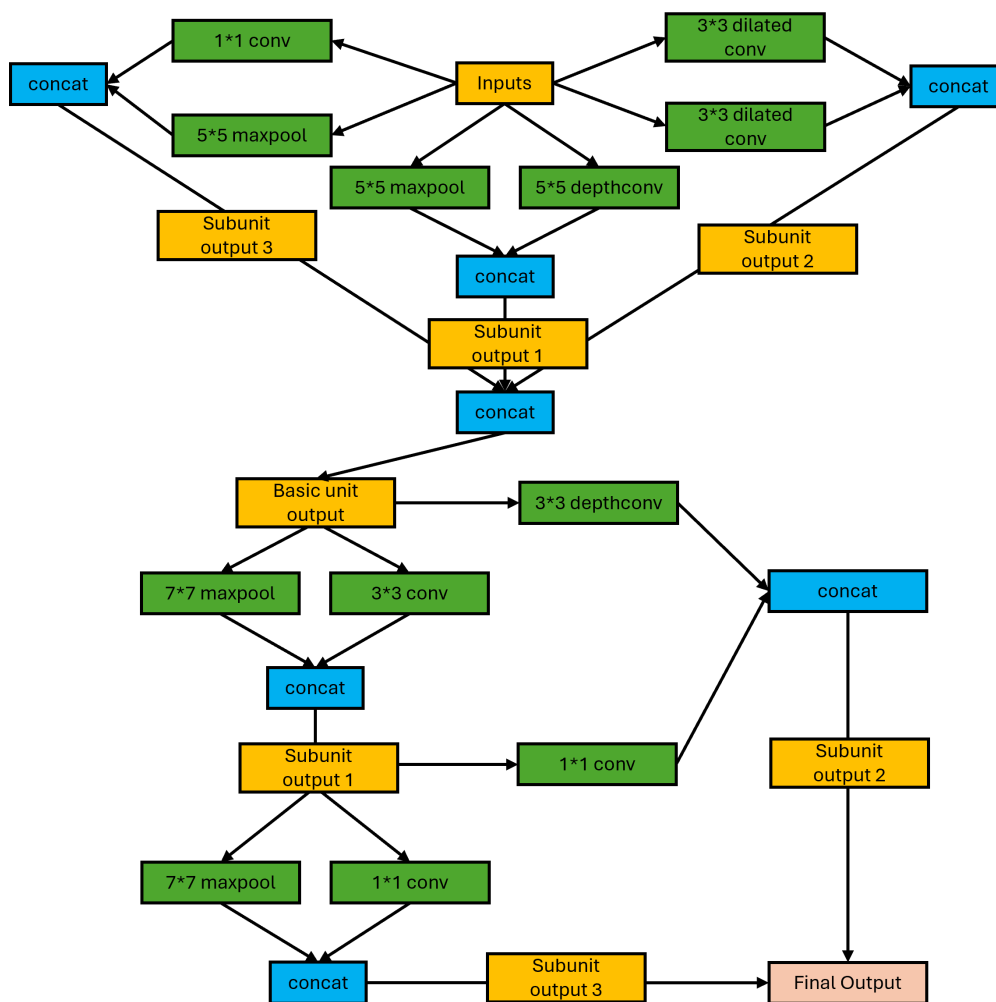 1*1 conv
3*3 dilated
conv
concat
Inputs
concat
5*5 maxpool
3*3 dilated
conv
5*5 maxpool
5*5 depthconv
Subunit
output 3
Subunit
output 2
concat
Subunit
output 1
concat
Basic unit
output
3*3 depthconv
7*7 maxpool
3*3 conv
concat
concat
Subunit
output 1
1*1 conv
Subunit
output 2
7*7 maxpool
1*1 conv
concat
Subunit
output 3
Final Output